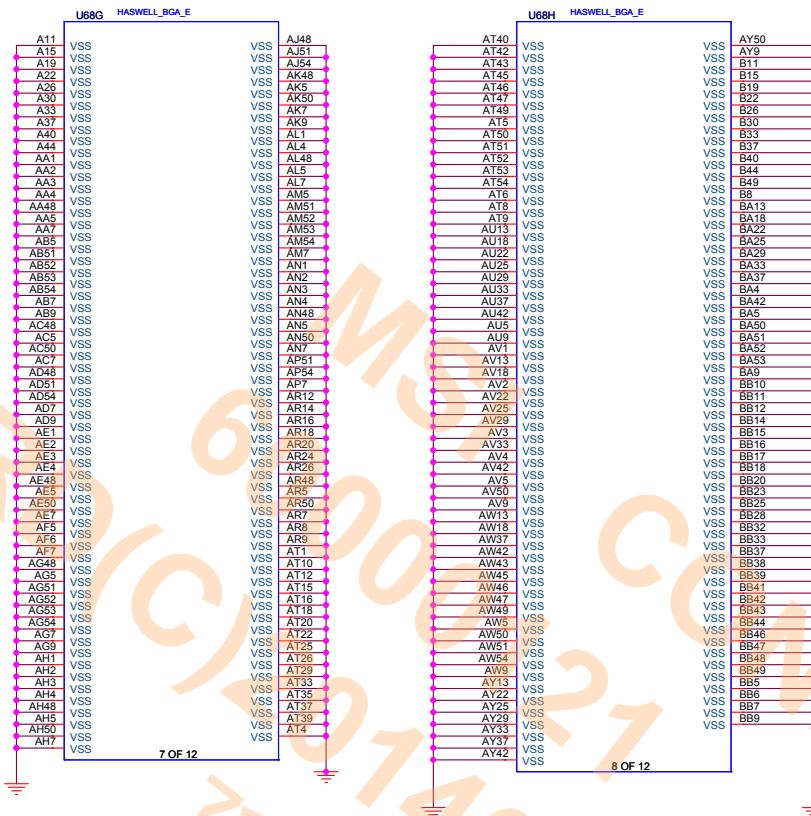 U68G HASWELL_BGA_E
A11 VSS VSS AJ48
A15 VSS VSS AJ51
A19 VSS VSS AJ54
A22 VSS VSS AK48
A26 VSS VSS AK5
A30 VSS VSS AK50
A33 VSS VSS AK7
A37 VSS VSS AK9
A40 VSS VSS AL1
A44 VSS VSS AL4
AA1 VSS VSS AL48
AA2 VSS VSS AL5
AA3 VSS VSS AL7
AA4 VSS VSS AM5
AA48 VSS VSS AM51
AA5 VSS VSS AM52
AA7 VSS VSS AM53
AB5 VSS VSS AM54
AB51 VSS VSS AM7
AB52 VSS VSS AN1
AB53 VSS VSS AN2
AB54 VSS VSS AN3
AB7 VSS VSS AN4
AB9 VSS VSS AN48
AC48 VSS VSS AN5
AC5 VSS VSS AN50
AC50 VSS VSS AN7
AC7 VSS VSS AP51
AD48 VSS VSS AP54
AD51 VSS VSS AP7
AD54 VSS VSS AR12
AD7 VSS VSS AR14
AD9 VSS VSS AR16
AE1 VSS VSS AR18
AE2 VSS VSS AR20
AE3 VSS VSS AR24
AE4 VSS VSS AR26
AE48 VSS VSS AR48
AE5 VSS VSS AR5
AE50 VSS VSS AR50
AE7 VSS VSS AR7
AF5 VSS VSS AR8
AF6 VSS VSS AR9
AF7 VSS VSS AT1
AG48 VSS VSS AT10
AG5 VSS VSS AT12
AG51 VSS VSS AT15
AG52 VSS VSS AT16
AG53 VSS VSS AT18
AG54 VSS VSS AT20
AG7 VSS VSS AT22
AG9 VSS VSS AT25
AH1 VSS VSS AT26
AH2 VSS VSS AT29
AH3 VSS VSS AT33
AH4 VSS VSS AT35
AH48 VSS VSS AT37
AH5 VSS VSS AT39
AH50 VSS VSS AT4
AH7 VSS
7 OF 12
U68H HASWELL_BGA_E
AT40 VSS VSS AY50
AT42 VSS VSS AY9
AT43 VSS VSS B11
AT45 VSS VSS B15
AT46 VSS VSS B19
AT47 VSS VSS B22
AT49 VSS VSS B26
AT5 VSS VSS B30
AT50 VSS VSS B33
AT51 VSS VSS B37
AT52 VSS VSS B40
AT53 VSS VSS B44
AT54 VSS VSS B49
AT6 VSS VSS B8
AT8 VSS VSS BA13
AT9 VSS VSS BA18
AU13 VSS VSS BA22
AU18 VSS VSS BA25
AU22 VSS VSS BA29
AU25 VSS VSS BA33
AU29 VSS VSS BA37
AU33 VSS VSS BA4
AU37 VSS VSS BA42
AU42 VSS VSS BA5
AU5 VSS VSS BA50
AU9 VSS VSS BA51
AV1 VSS VSS BA52
AV13 VSS VSS BA53
AV18 VSS VSS BA9
AV2 VSS VSS BB10
AV22 VSS VSS BB11
AV25 VSS VSS BB12
AV29 VSS VSS BB14
AV3 VSS VSS BB15
AV33 VSS VSS BB16
AV4 VSS VSS BB17
AV42 VSS VSS BB18
AV5 VSS VSS BB20
AV50 VSS VSS BB23
AV9 VSS VSS BB25
AW13 VSS VSS BB28
AW18 VSS VSS BB32
AW37 VSS VSS BB33
AW42 VSS VSS BB37
AW43 VSS VSS BB38
AW45 VSS VSS BB39
AW46 VSS VSS BB41
AW47 VSS VSS BB42
AW49 VSS VSS BB43
AW5 VSS VSS BB44
AW50 VSS VSS BB46
AW51 VSS VSS BB47
AW54 VSS VSS BB48
AW9 VSS VSS BB49
AY13 VSS VSS BB5
AY22 VSS VSS BB6
AY25 VSS VSS BB7
AY29 VSS VSS BB9
AY33 VSS
AY37 VSS
AY42 VSS
8 OF 12
MSI